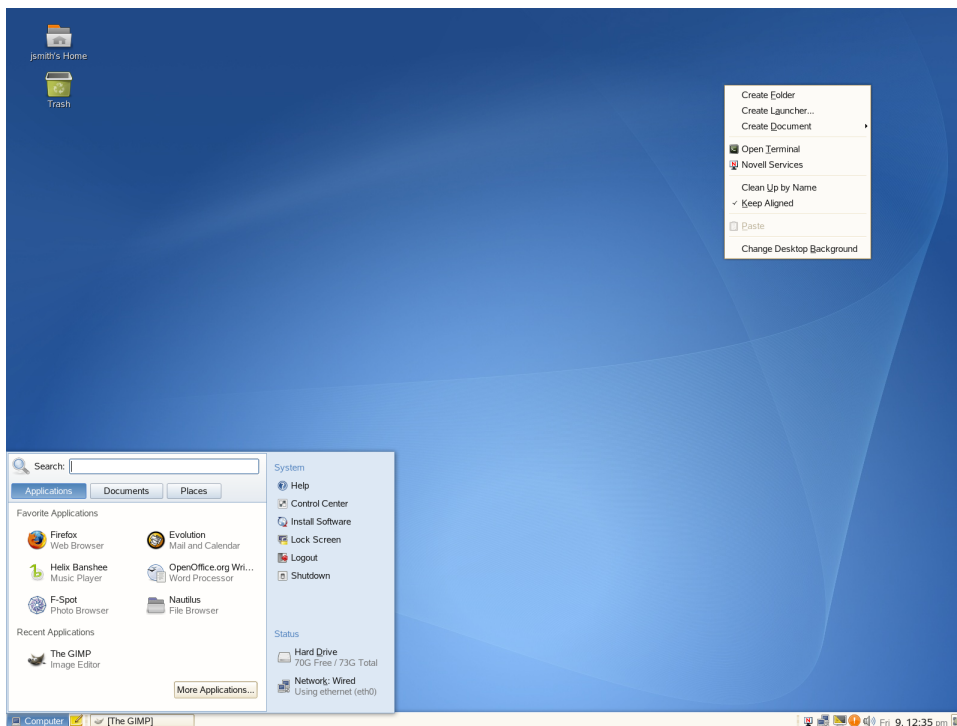 jsmith's Home
Trash
Create Folder
Create Launcher...
Create Document
Open Terminal
Novell Services
Clean Up by Name
Keep Aligned
Paste
Change Desktop Background
Search:
Applications
Documents
Places
Favorite Applications
Firefox
Web Browser
Evolution
Mail and Calendar
Helix Banshee
Music Player
OpenOffice.org Wri...
Word Processor
F-Spot
Photo Browser
Nautilus
File Browser
Recent Applications
The GIMP
Image Editor
More Applications...
System
Help
Control Center
Install Software
Lock Screen
Logout
Shutdown
Status
Hard Drive
70G Free / 73G Total
Network: Wired
Using ethernet (eth0)
Computer
[The GIMP]
Fri 9, 12:35 pm